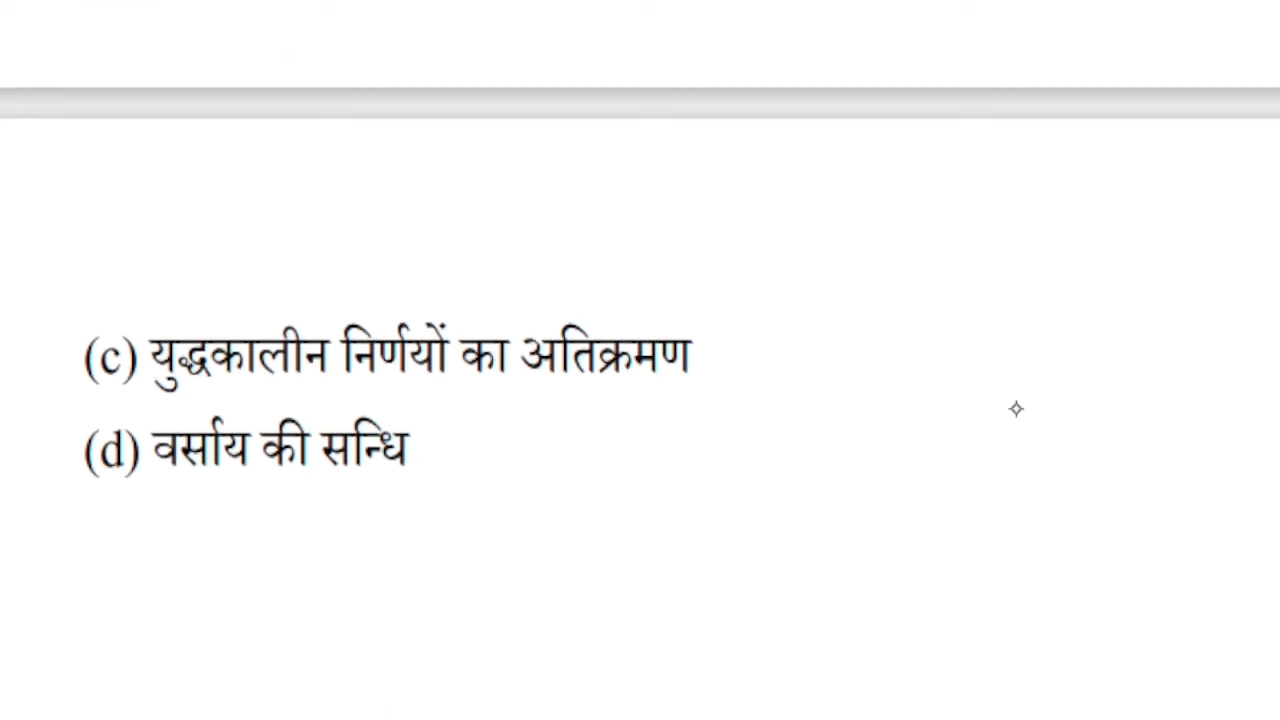 (c) युद्धकालीन निर्णयों का अतिक्रमण
(d) वर्साय की सन्धि